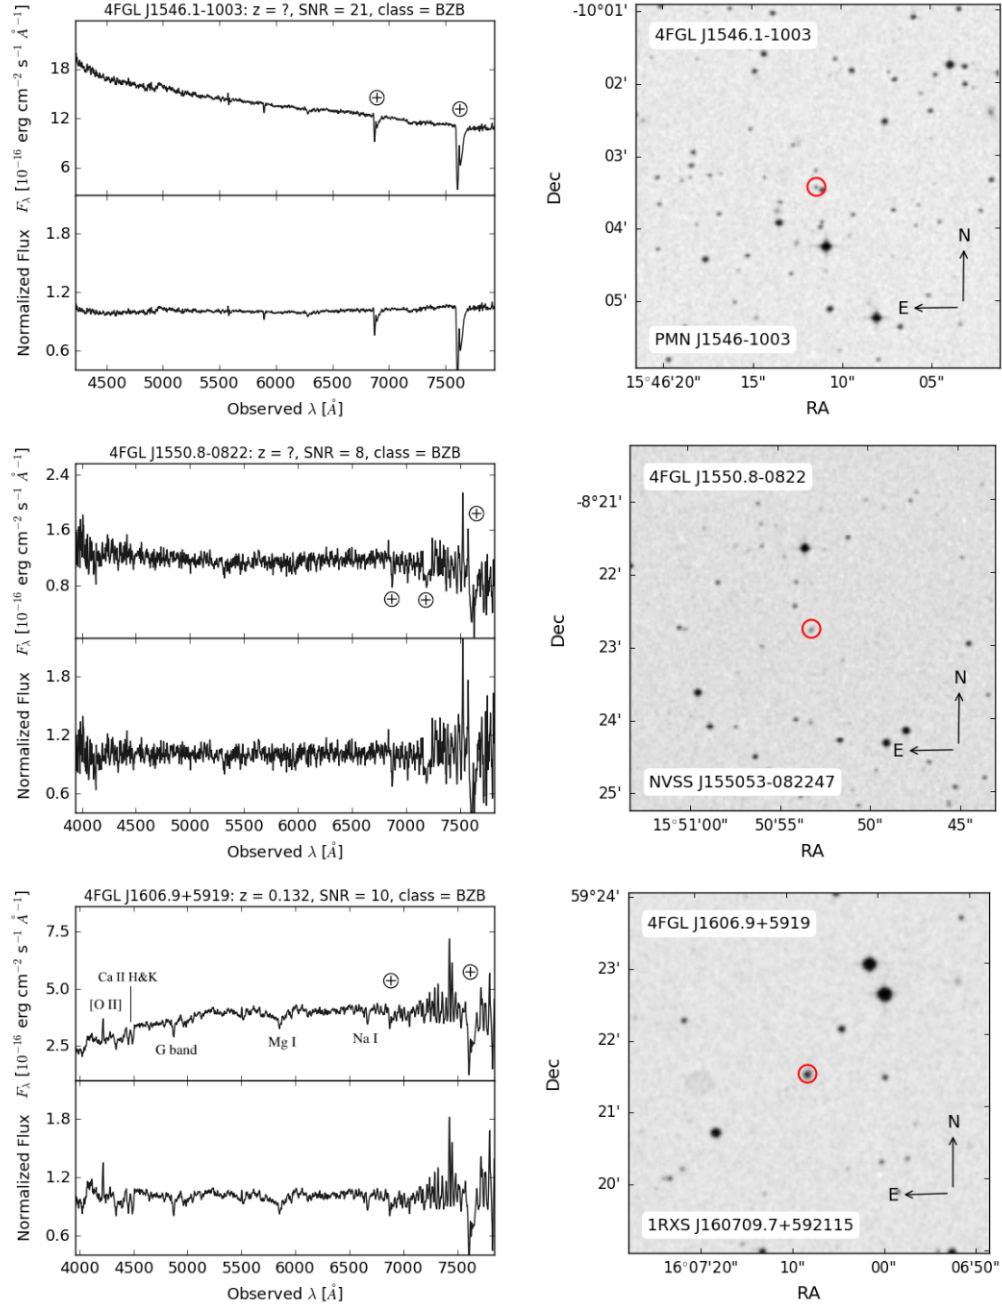 4FGL J1546.1-1003: z = ?, SNR = 21, class = BZB
F_λ [10⁻¹⁶ erg cm⁻² s⁻¹ Å⁻¹]
18
12
6
⊕
⊕
Normalized Flux
1.8
1.2
0.6
4500 5000 5500 6000 6500 7000 7500
Observed λ [Å]
4FGL J1546.1-1003
-10°01'
02'
03'
04'
05'
Dec
N
E
PMN J1546-1003
15°46'20" 15" 10" 05"
RA
4FGL J1550.8-0822: z = ?, SNR = 8, class = BZB
F_λ [10⁻¹⁶ erg cm⁻² s⁻¹ Å⁻¹]
2.4
1.6
0.8
⊕
⊕ ⊕
Normalized Flux
1.8
1.2
0.6
4000 4500 5000 5500 6000 6500 7000 7500
Observed λ [Å]
4FGL J1550.8-0822
-8°21'
22'
23'
24'
25'
Dec
N
E
NVSS J155053-082247
15°51'00" 50'55" 50" 45"
RA
4FGL J1606.9+5919: z = 0.132, SNR = 10, class = BZB
F_λ [10⁻¹⁶ erg cm⁻² s⁻¹ Å⁻¹]
7.5
5.0
2.5
Ca II H&K
[O II]
G band
Mg I
Na I
⊕
⊕
Normalized Flux
1.8
1.2
0.6
4000 4500 5000 5500 6000 6500 7000 7500
Observed λ [Å]
4FGL J1606.9+5919
59°24'
23'
22'
21'
20'
Dec
N
E
1RXS J160709.7+592115
16°07'20" 10" 00" 06'50"
RA